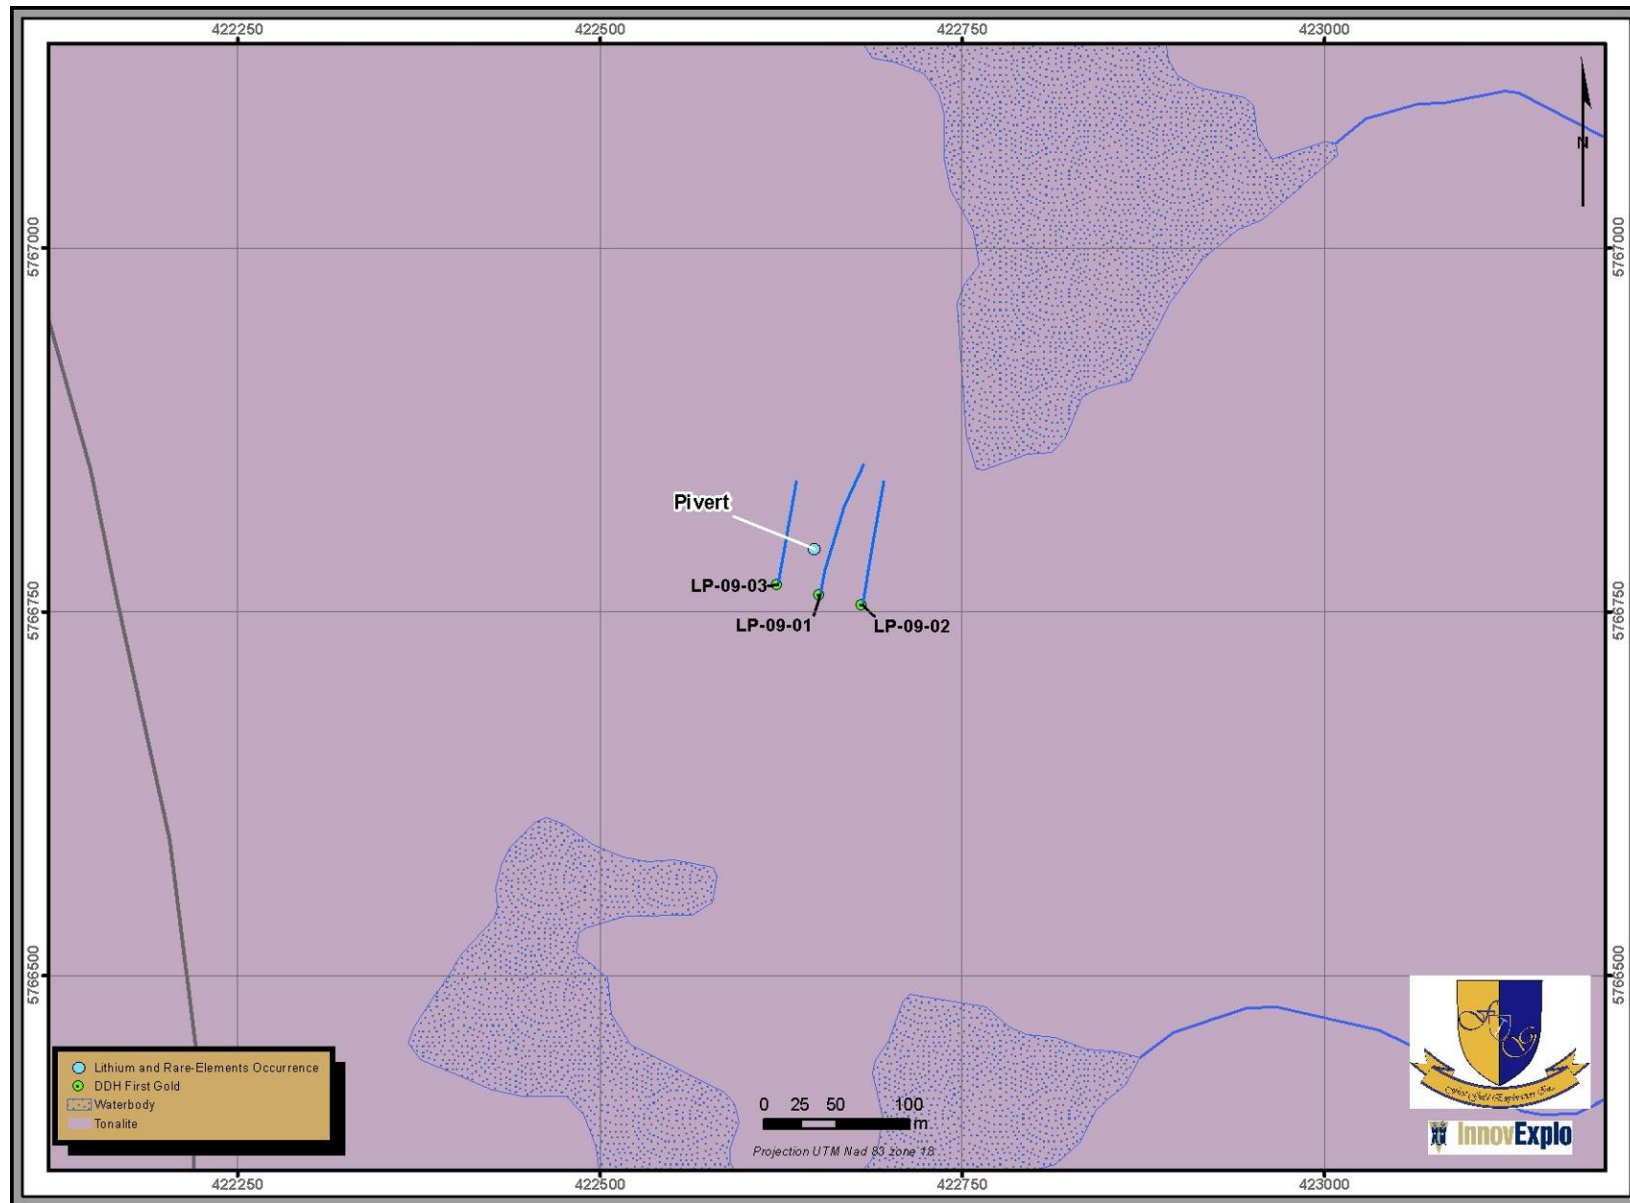 422250 422500 422750 423000
N
5767000 5767000
Pivert
LP-09-03
LP-09-01
LP-09-02
5766750 5766750
5766500 5766500
Lithium and Rare-Elements Occurrence
DDH First Gold
Waterbody
Tonalite
0 25 50 100
m
Projection UTM Nad 83 zone 18
InnovExplo
422250 422500 422750 423000